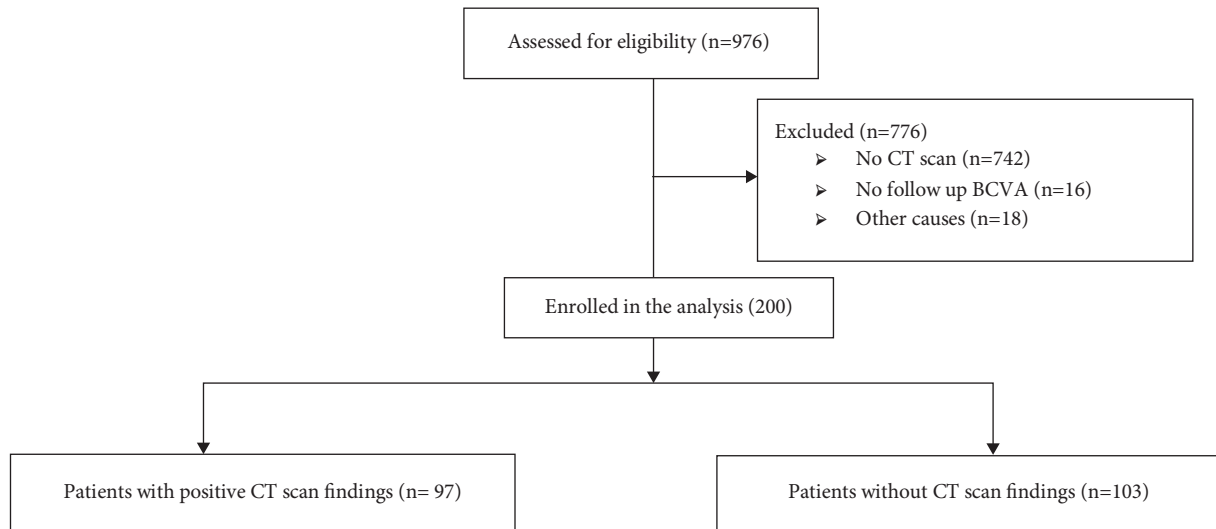 Assessed for eligibility (n=976)
Excluded (n=776)
➢ No CT scan (n=742)
➢ No follow up BCVA (n=16)
➢ Other causes (n=18)
Enrolled in the analysis (200)
Patients with positive CT scan findings (n= 97)
Patients without CT scan findings (n=103)